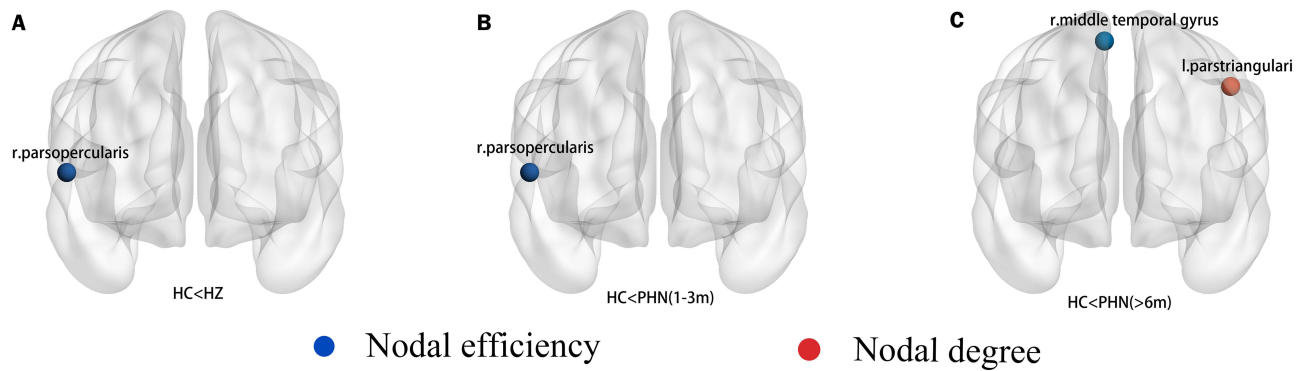 A
r.parsopercularis
HC<HZ
B
r.parsopercularis
HC<PHN(1-3m)
C
r.middle temporal gyrus
l.parstriangulari
HC<PHN(>6m)
Nodal efficiency
Nodal degree